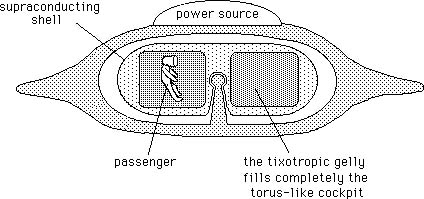 supraconducting
shell
power source
passenger
the tixotropic gelly
fills completely the
torus-like cockpit